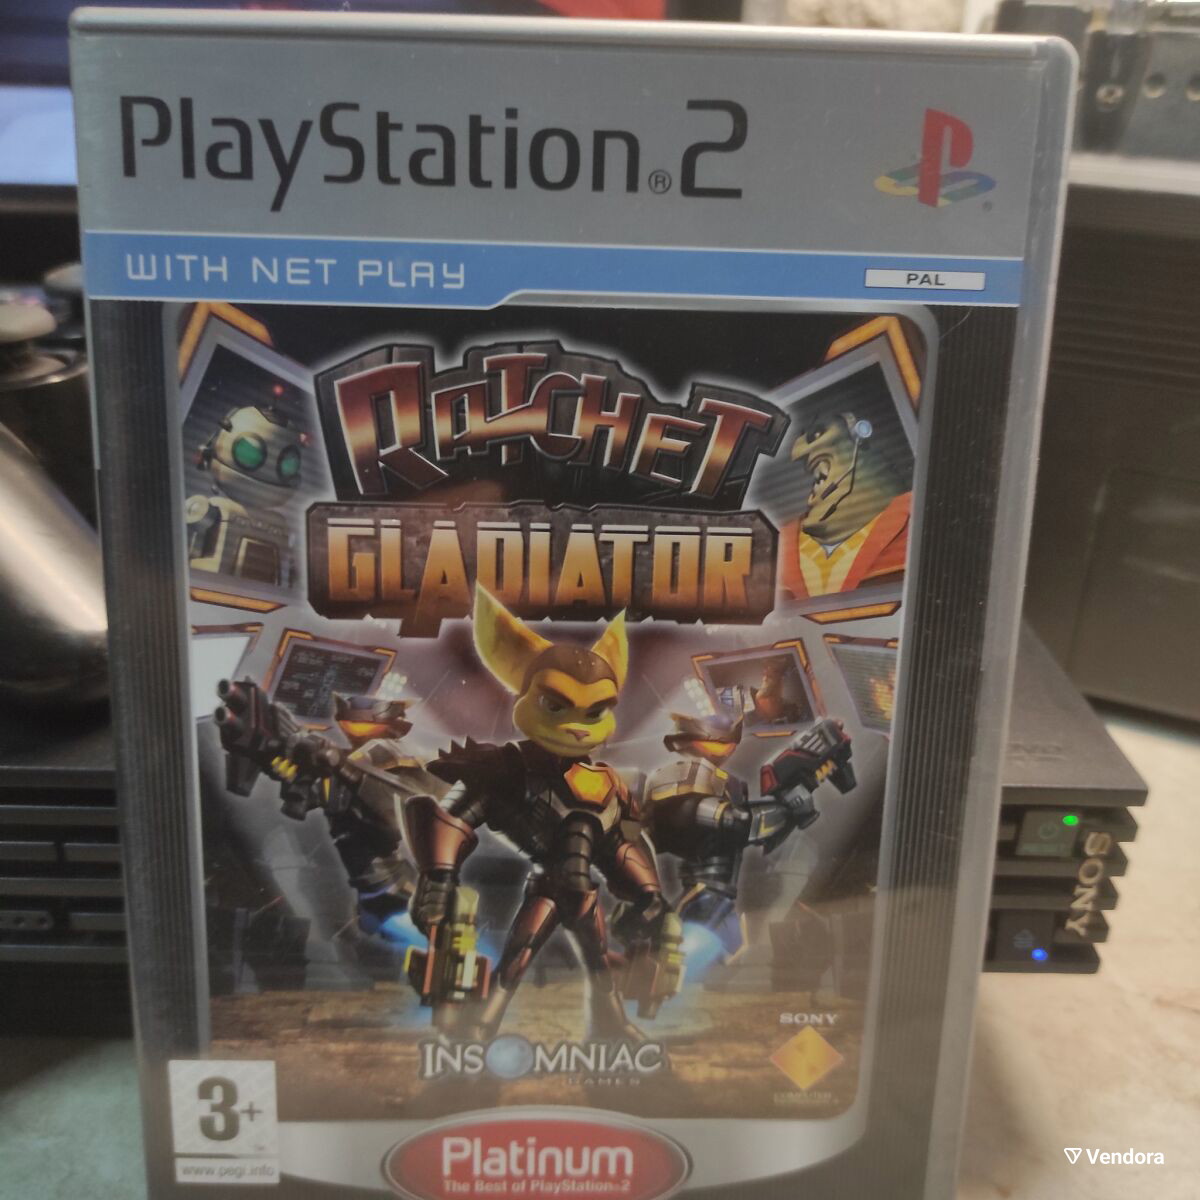 PlayStation®2
WITH NET PLAY
PAL
RATCHET
GLADIATOR
SONY
INSOMNIAC
GAMES
SONY
COMPUTER
3+
www.pegi.info
Platinum
The Best of PlayStation®2
Vendora